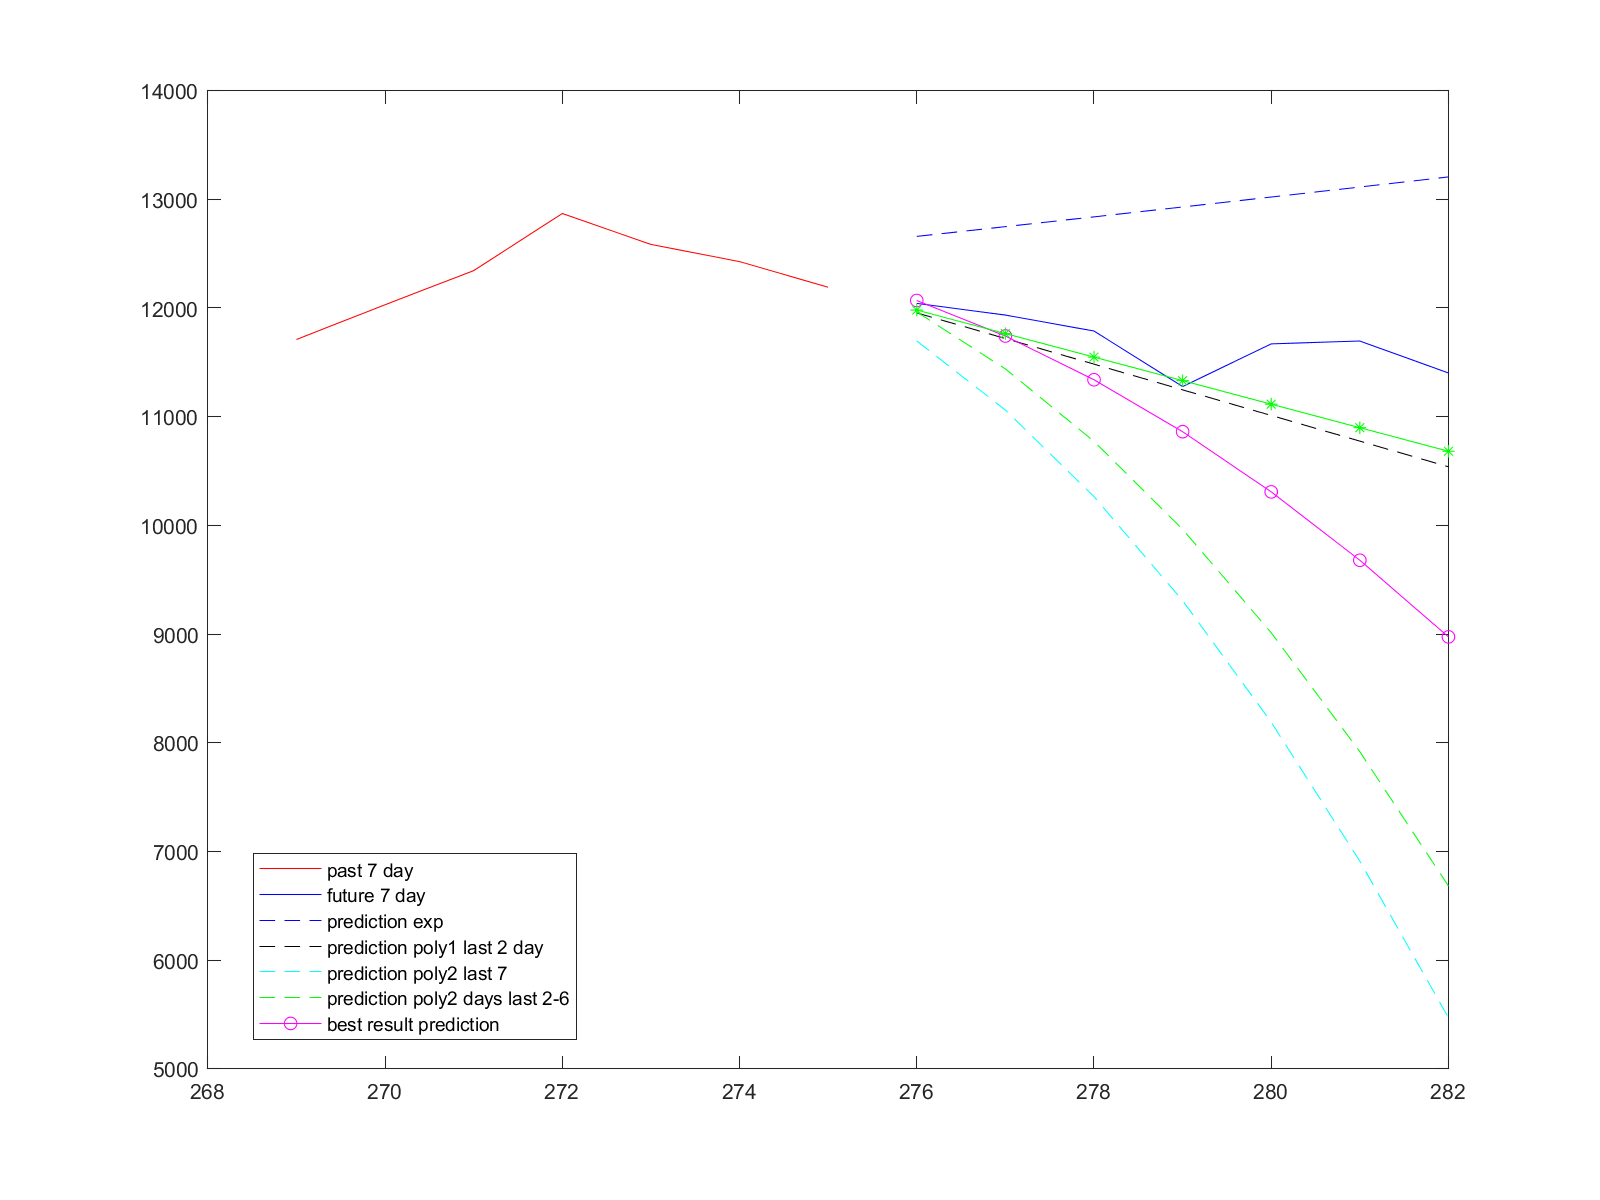 14000
13000
12000
11000
10000
9000
8000
7000
6000
5000
past 7 day
future 7 day
prediction exp
prediction poly1 last 2 day
prediction poly2 last 7
prediction poly2 days last 2-6
best result prediction
268 270 272 274 276 278 280 282